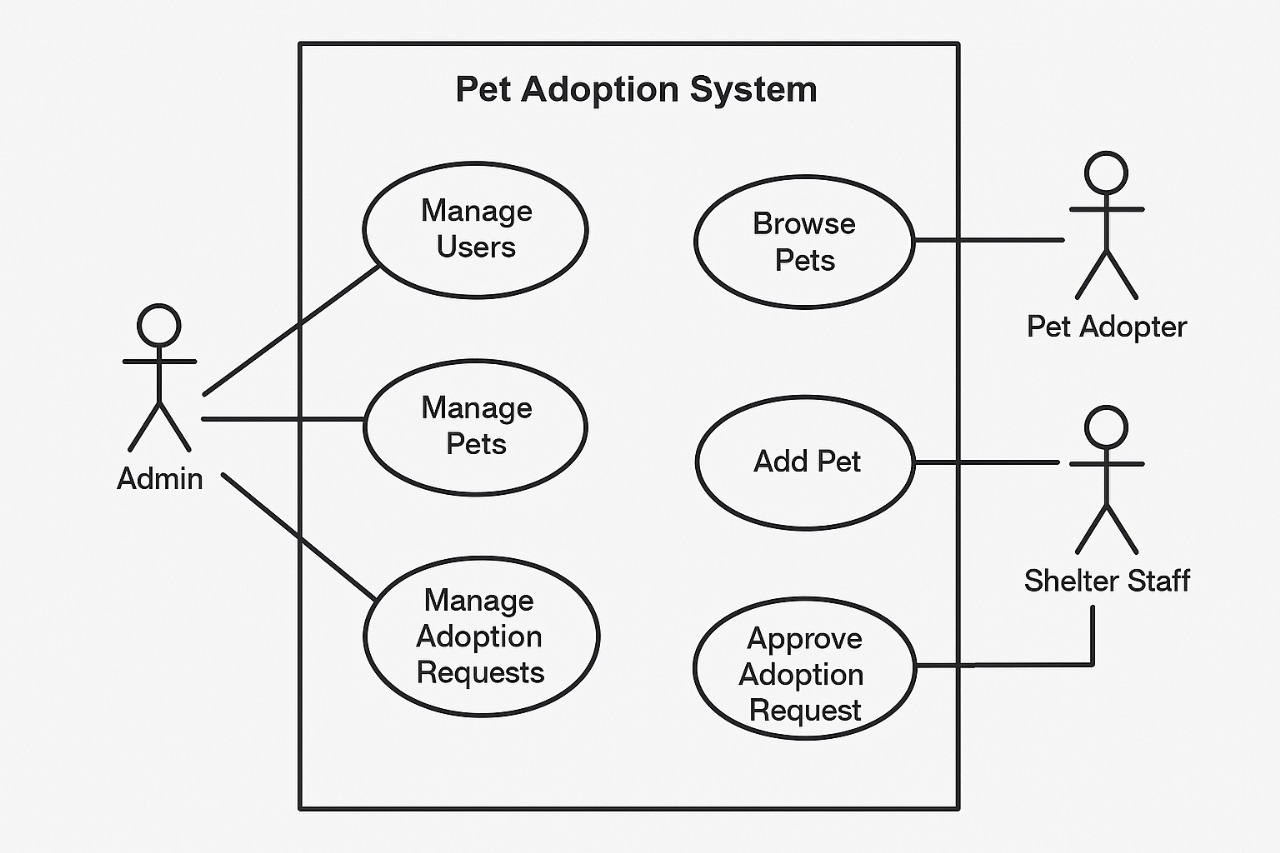 Pet Adoption System
Manage
Users
Browse
Pets
Pet Adopter
Manage
Pets
Add Pet
Admin
Shelter Staff
Manage
Adoption
Requests
Approve
Adoption
Request